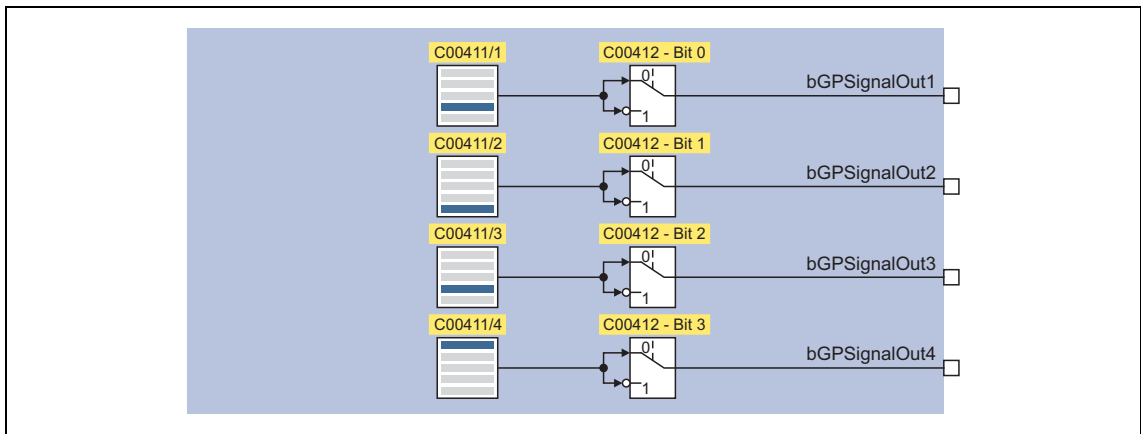 C00411/1 C00412 - Bit 0
0
1
bGPSignalOut1
C00411/2 C00412 - Bit 1
0
1
bGPSignalOut2
C00411/3 C00412 - Bit 2
0
1
bGPSignalOut3
C00411/4 C00412 - Bit 3
0
1
bGPSignalOut4